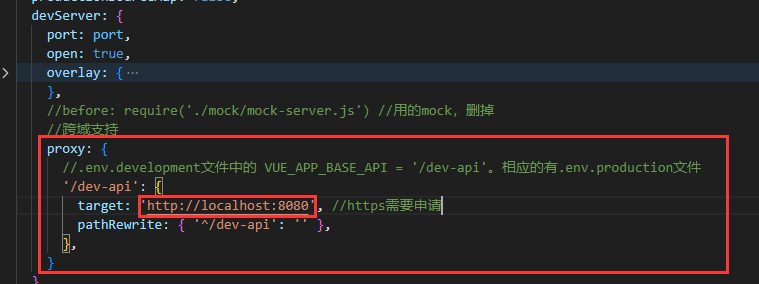 devServer: {
port: port,
open: true,
overlay: {…
},
//before: require('./mock/mock-server.js') //用的mock，删掉
//跨域支持
proxy: {
//.env.development文件中的 VUE_APP_BASE_API = '/dev-api'。相应的有.env.production文件
'/dev-api': {
target: 'http://localhost:8080', //https需要申请
pathRewrite: { '^/dev-api': '' },
},
}
}